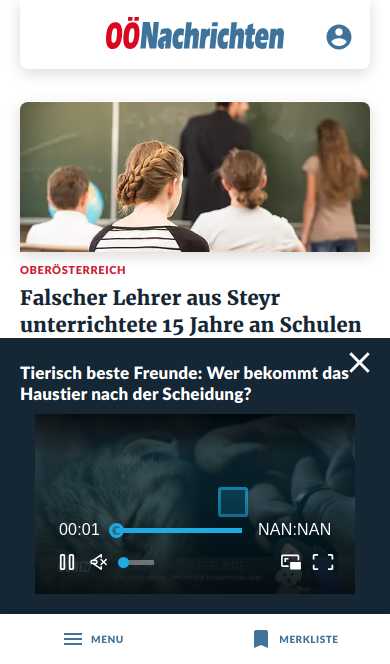 OÖNachrichten
OBERÖSTERREICH
Falscher Lehrer aus Steyr
unterrichtete 15 Jahre an Schulen
Tierisch beste Freunde: Wer bekommt das
Haustier nach der Scheidung?
00:01 NAN:NAN
MENU MERKLISTE